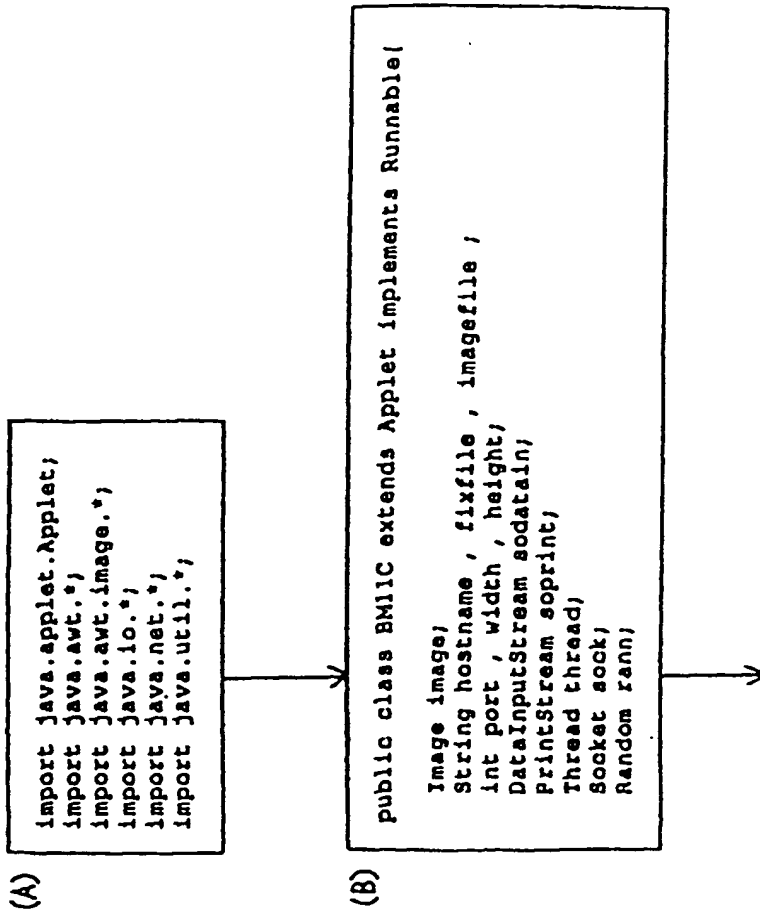 (A)
import java.applet.Applet;
import java.awt.*;
import java.awt.image.*;
import java.io.*;
import java.net.*;
import java.util.*;
(B)
public class BM11C extends Applet implements Runnable{
Image image;
String hostname , fixfile , imagefile ;
int port , width , height;
DataInputStream sodatain;
PrintStream soprint;
Thread thread;
Socket sock;
Random rann;